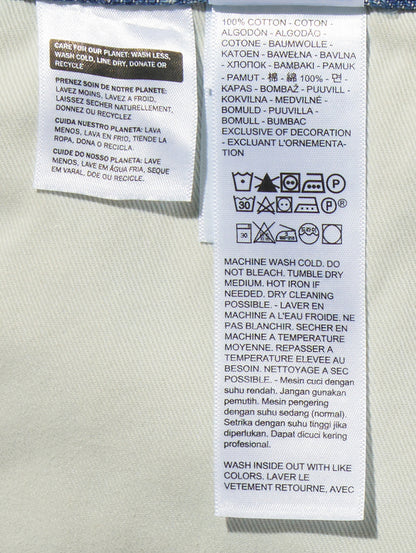 CARE FOR OUR PLANET: WASH LESS,
WASH COLD, LINE DRY, DONATE OR
RECYCLE
PRENEZ SOIN DE NOTRE PLANETE:
LAVEZ MOINS, LAVEZ A FROID,
LAISSEZ SECHER NATURELLEMENT,
DONNEZ OU RECYCLEZ
CUIDA NUESTRO PLANETA: LAVA
MENOS, LAVA EN FRIO, TIENDE LA
ROPA, DONA O RECICLA.
CUIDE DO NOSSO PLANETA: LAVE
MENOS, LAVE EM ÁGUA FRIA, SEQUE
EM VARAL. DOE OU RECICLE.
100% COTTON - COTON -
ALGODÓN - ALGODÃO -
COTONE - BAUMWOLLE -
KATOEN - BAWEŁNA - BAVLNA
- ХЛОПОК - BAMBAKI - PAMUK
- PAMUT - 棉 - 綿 100% - 면 -
KAPAS - BOMBAŽ - PUUVILL -
KOKVILNA - MEDVILNĖ -
BOMULD - PUUVILLA -
BOMULL - BUMBAC
EXCLUSIVE OF DECORATION
- EXCLUANT L'ORNEMENTA-
TION
P
30 P®
30
MACHINE WASH COLD. DO
NOT BLEACH. TUMBLE DRY
MEDIUM. HOT IRON IF
NEEDED. DRY CLEANING
POSSIBLE. - LAVER EN
MACHINE A L'EAU FROIDE. NE
PAS BLANCHIR. SECHER EN
MACHINE A TEMPERATURE
MOYENNE. REPASSER A
TEMPERATURE ELEVEE AU
BESOIN. NETTOYAGE A SEC
POSSIBLE. - Mesin cuci dengan
suhu rendah. Jangan gunakan
pemutih. Mesin pengering
dengan suhu sedang (normal).
Setrika dengan suhu tinggi jika
diperlukan. Dapat dicuci kering
profesional.
WASH INSIDE OUT WITH LIKE
COLORS. LAVER LE
VETEMENT RETOURNE, AVEC